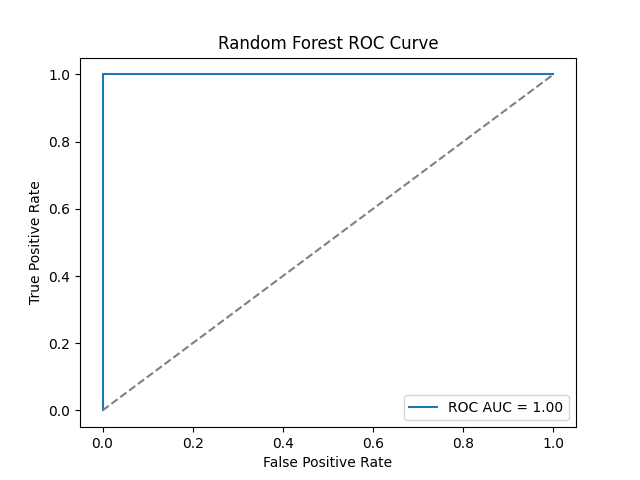 Random Forest ROC Curve
True Positive Rate
1.0
0.8
0.6
0.4
0.2
0.0
ROC AUC = 1.00
0.0 0.2 0.4 0.6 0.8 1.0
False Positive Rate